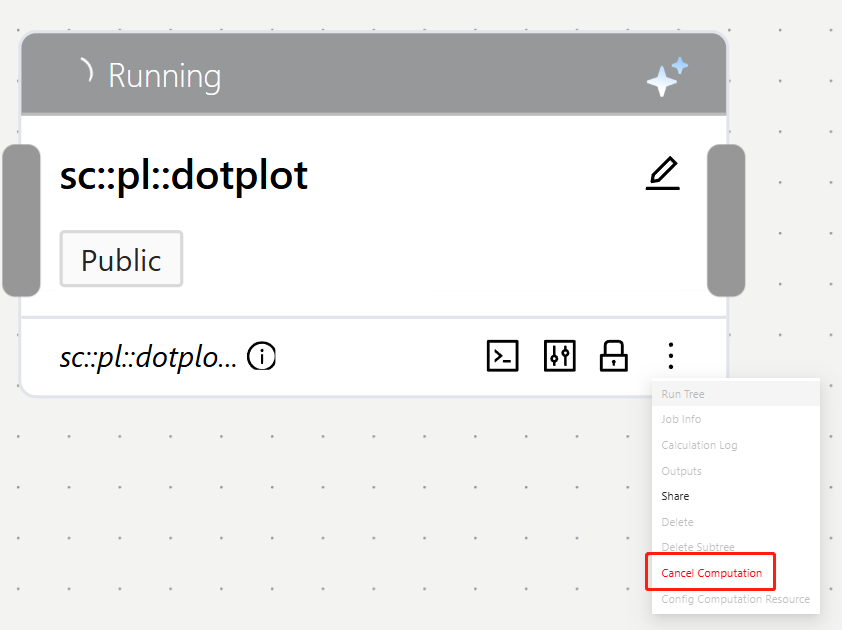 Running
sc::pl::dotplot
Public
sc::pl::dotplo...
Run Tree
Job Info
Calculation Log
Outputs
Share
Delete
Delete Subtree
Cancel Computation
Config Computation Resource